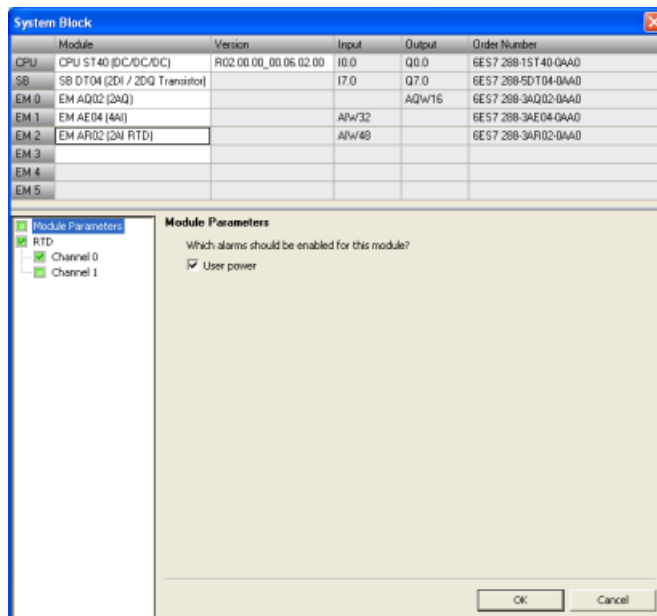 System Block
Module Version Input Output Order Number
CPU CPU ST40 (DC/DC/DC) R02.00.00_00.06.02.00 I0.0 Q0.0 6ES7 288-1ST40-0AA0
SB SB DT04 (2DI / 2DQ Transistor) I7.0 Q7.0 6ES7 288-5DT04-0AA0
EM 0 EM AQ02 (2AQ) AQW16 6ES7 288-3AQ02-0AA0
EM 1 EM AE04 (4AI) AIW32 6ES7 288-3AE04-0AA0
EM 2 EM AR02 (2AI RTD) AIW48 6ES7 288-3AR02-0AA0
EM 3
EM 4
EM 5
Module Parameters
RTD
Channel 0
Channel 1
Module Parameters
Which alarms should be enabled for this module?
User power
OK Cancel